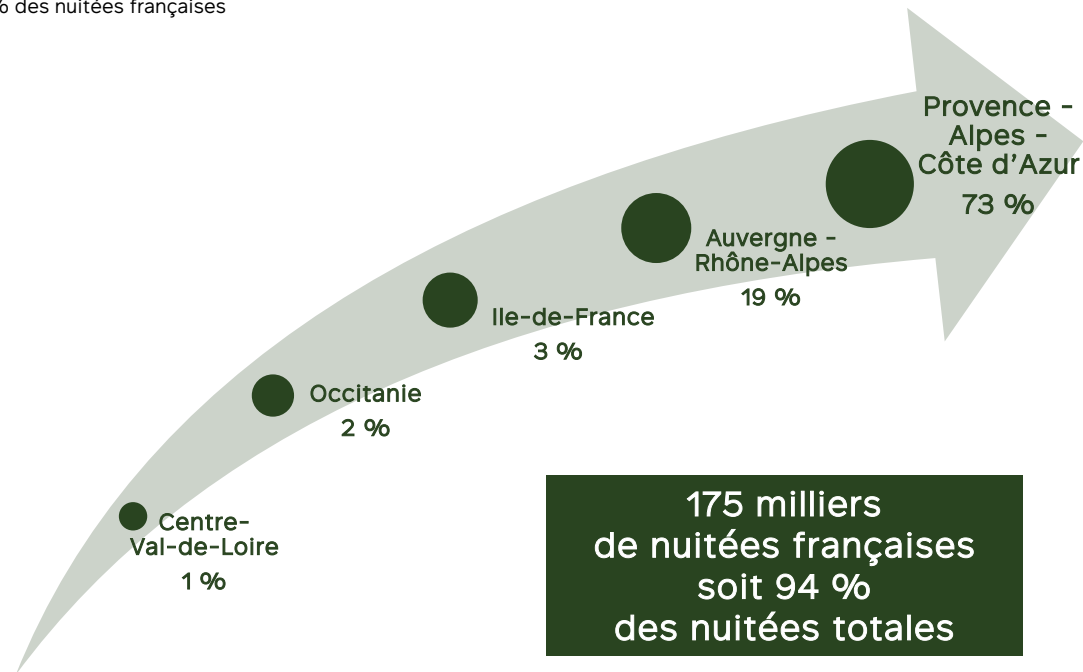 % des nuitées françaises
Provence -
Alpes -
Côte d’Azur
73 %
Auvergne -
Rhône-Alpes
19 %
Ile-de-France
3 %
Occitanie
2 %
Centre-
Val-de-Loire
1 %
175 milliers
de nuitées françaises
soit 94 %
des nuitées totales